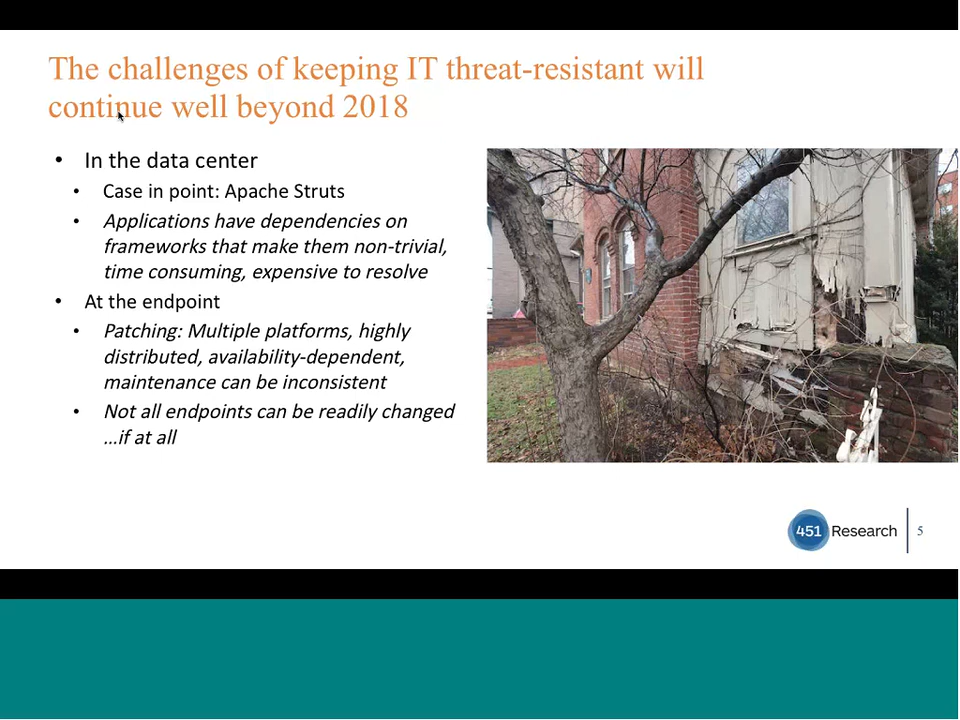 The challenges of keeping IT threat-resistant will
continue well beyond 2018
• In the data center
• Case in point: Apache Struts
• Applications have dependencies on
frameworks that make them non-trivial,
time consuming, expensive to resolve
• At the endpoint
• Patching: Multiple platforms, highly
distributed, availability-dependent,
maintenance can be inconsistent
• Not all endpoints can be readily changed
…if at all
451 Research
5